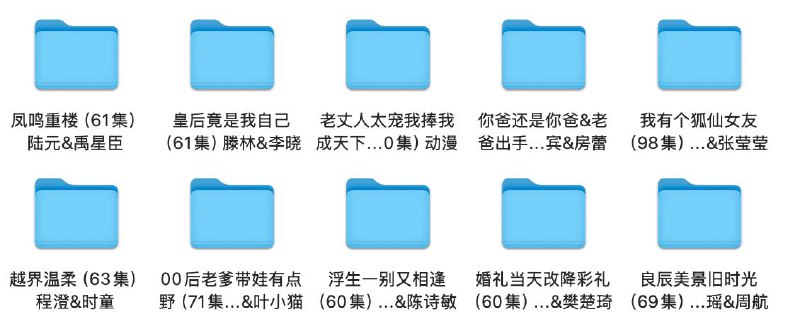 凤鸣重楼（61集）
陆元&禹星臣
皇后竟是我自己
（61集）滕林&李晓
老丈人太宠我捧我
成天下...0集）动漫
你爸还是你爸&老
爸出手...宾&房蕾
我有个狐仙女友
（98集）...&张莹莹
越界温柔（63集）
程澄&时童
00后老爹带娃有点
野（71集...&叶小猫
浮生一别又相逢
（60集）...&陈诗敏
婚礼当天改降彩礼
（60集）...&樊楚琦
良辰美景旧时光
（69集）...瑶&周航